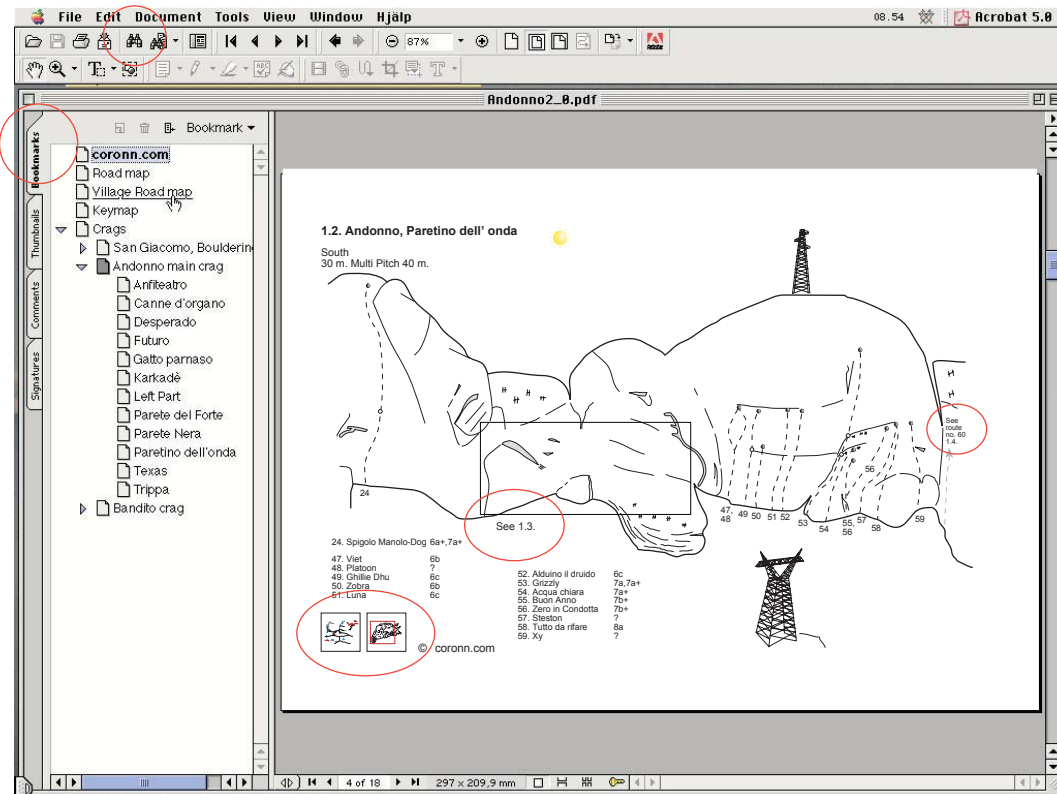 File Edit Document Tools View Window Hjälp 08.54 Acrobat 5.0
87%
Andonno2_0.pdf
Bookmarks
Thumbnails
Comments
Signatures
Bookmark
coronn.com
Road map
Village Road map
Keymap
Crags
San Giacomo, Boulderin
Andonno main crag
Anfiteatro
Canne d'organo
Desperado
Futuro
Gatto parnaso
Karkadè
Left Part
Parete del Forte
Parete Nera
Paretino dell'onda
Texas
Trippa
Bandito crag
1.2. Andonno, Paretino dell' onda
South
30 m. Multi Pitch 40 m.
See
route
no. 60
1.4.
24
56
47,
48
49 50 51 52 53 54 55,
56
57 58 59
See 1.3.
24. Spigolo Manolo-Dog 6a+,7a+
47. Viet 6b
48. Platoon ?
49. Ghillie Dhu 6c
50. Zobra 6b
51. Luna 6c
52. Alduino il druido 6c
53. Grizzly 7a,7a+
54. Acqua chiara 7a+
55. Buon Anno 7b+
56. Zero in Condotta 7b+
57. Steston ?
58. Tutto da rifare 8a
59. Xy ?
© coronn.com
4 of 18 297 x 209,9 mm